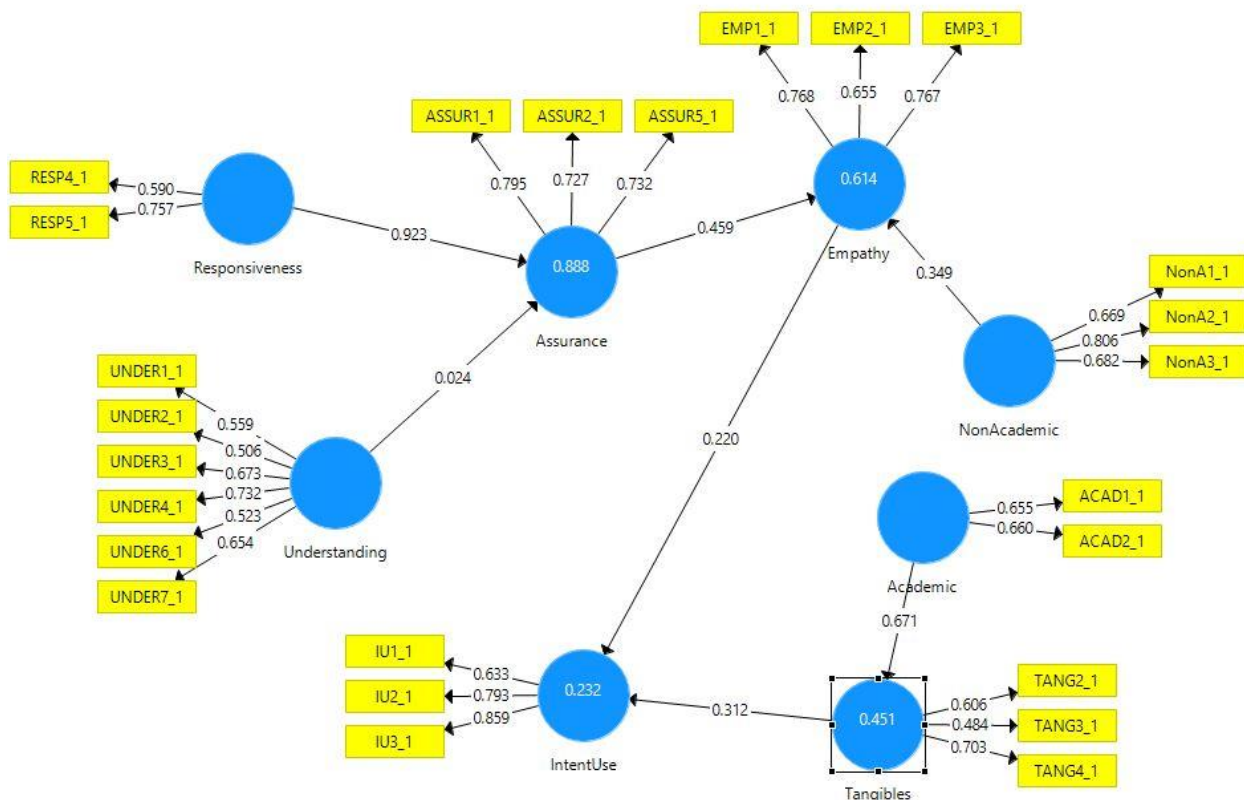 EMP1_1
EMP2_1
EMP3_1
0.768
0.655
0.767
ASSUR1_1
ASSUR2_1
ASSUR5_1
0.795
0.727
0.732
RESP4_1
RESP5_1
0.590
0.757
Responsiveness
0.923
0.888
Assurance
0.459
0.614
Empathy
0.349
NonA1_1
NonA2_1
NonA3_1
0.669
0.806
0.682
NonAcademic
UNDER1_1
UNDER2_1
UNDER3_1
UNDER4_1
UNDER6_1
UNDER7_1
0.559
0.506
0.673
0.732
0.523
0.654
Understanding
0.024
0.220
ACAD1_1
ACAD2_1
0.655
0.660
Academic
0.671
IU1_1
IU2_1
IU3_1
0.633
0.793
0.859
0.232
IntentUse
0.312
0.451
Tangibles
0.606
0.484
0.703
TANG2_1
TANG3_1
TANG4_1